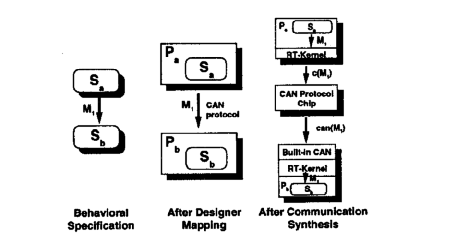 Sa
M1
Sb
Behavioral
Specification
Pa
Sa
M1
CAN
protocol
Pb
Sb
After Designer
Mapping
Pa
Sa
M1
RT-Kernel
c(M1)
CAN Protocol
Chip
can(M1)
Built-in CAN
RT-Kernel
M1
Pb
Sb
After Communication
Synthesis